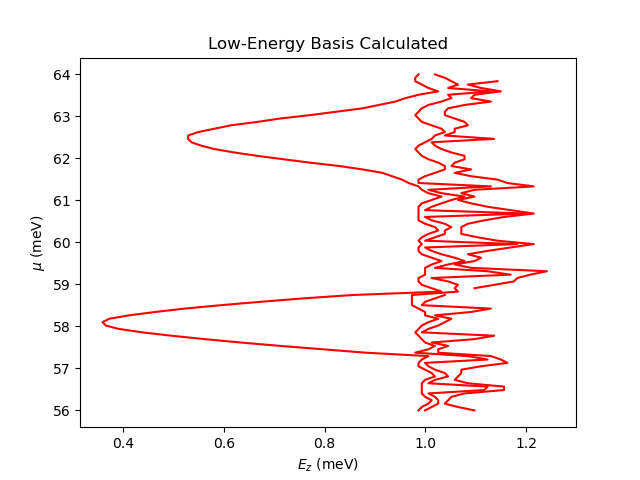 Low-Energy Basis Calculated
μ (meV)
64
63
62
61
60
59
58
57
56
0.4 0.6 0.8 1.0 1.2
E_z (meV)